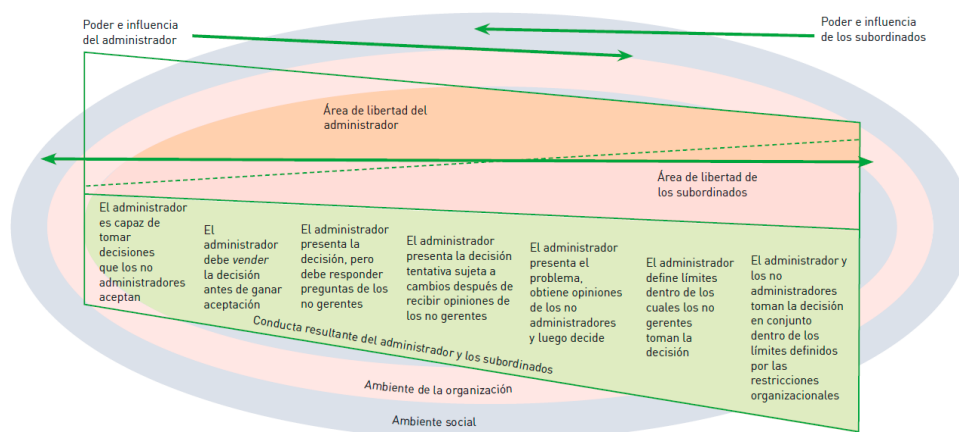 Poder e influencia
del administrador
Poder e influencia
de los subordinados
Área de libertad del
administrador
Área de libertad de
los subordinados
El administrador
es capaz de
tomar
decisiones
que los no
administradores
aceptan
El
administrador
debe vender
la decisión
antes de ganar
aceptación
El administrador
presenta la
decisión, pero
debe responder
preguntas de los
no gerentes
El administrador
presenta la decisión
tentativa sujeta a
cambios después de
recibir opiniones de
los no gerentes
El administrador
presenta el
problema,
obtiene opiniones
de los no
administradores
y luego decide
El administrador
define límites
dentro de los
cuales los no
gerentes
toman la
decisión
El administrador y
los no
administradores
toman la decisión
en conjunto
dentro de los
límites definidos
por las
restricciones
organizacionales
Conducta resultante del administrador y los subordinados
Ambiente de la organización
Ambiente social